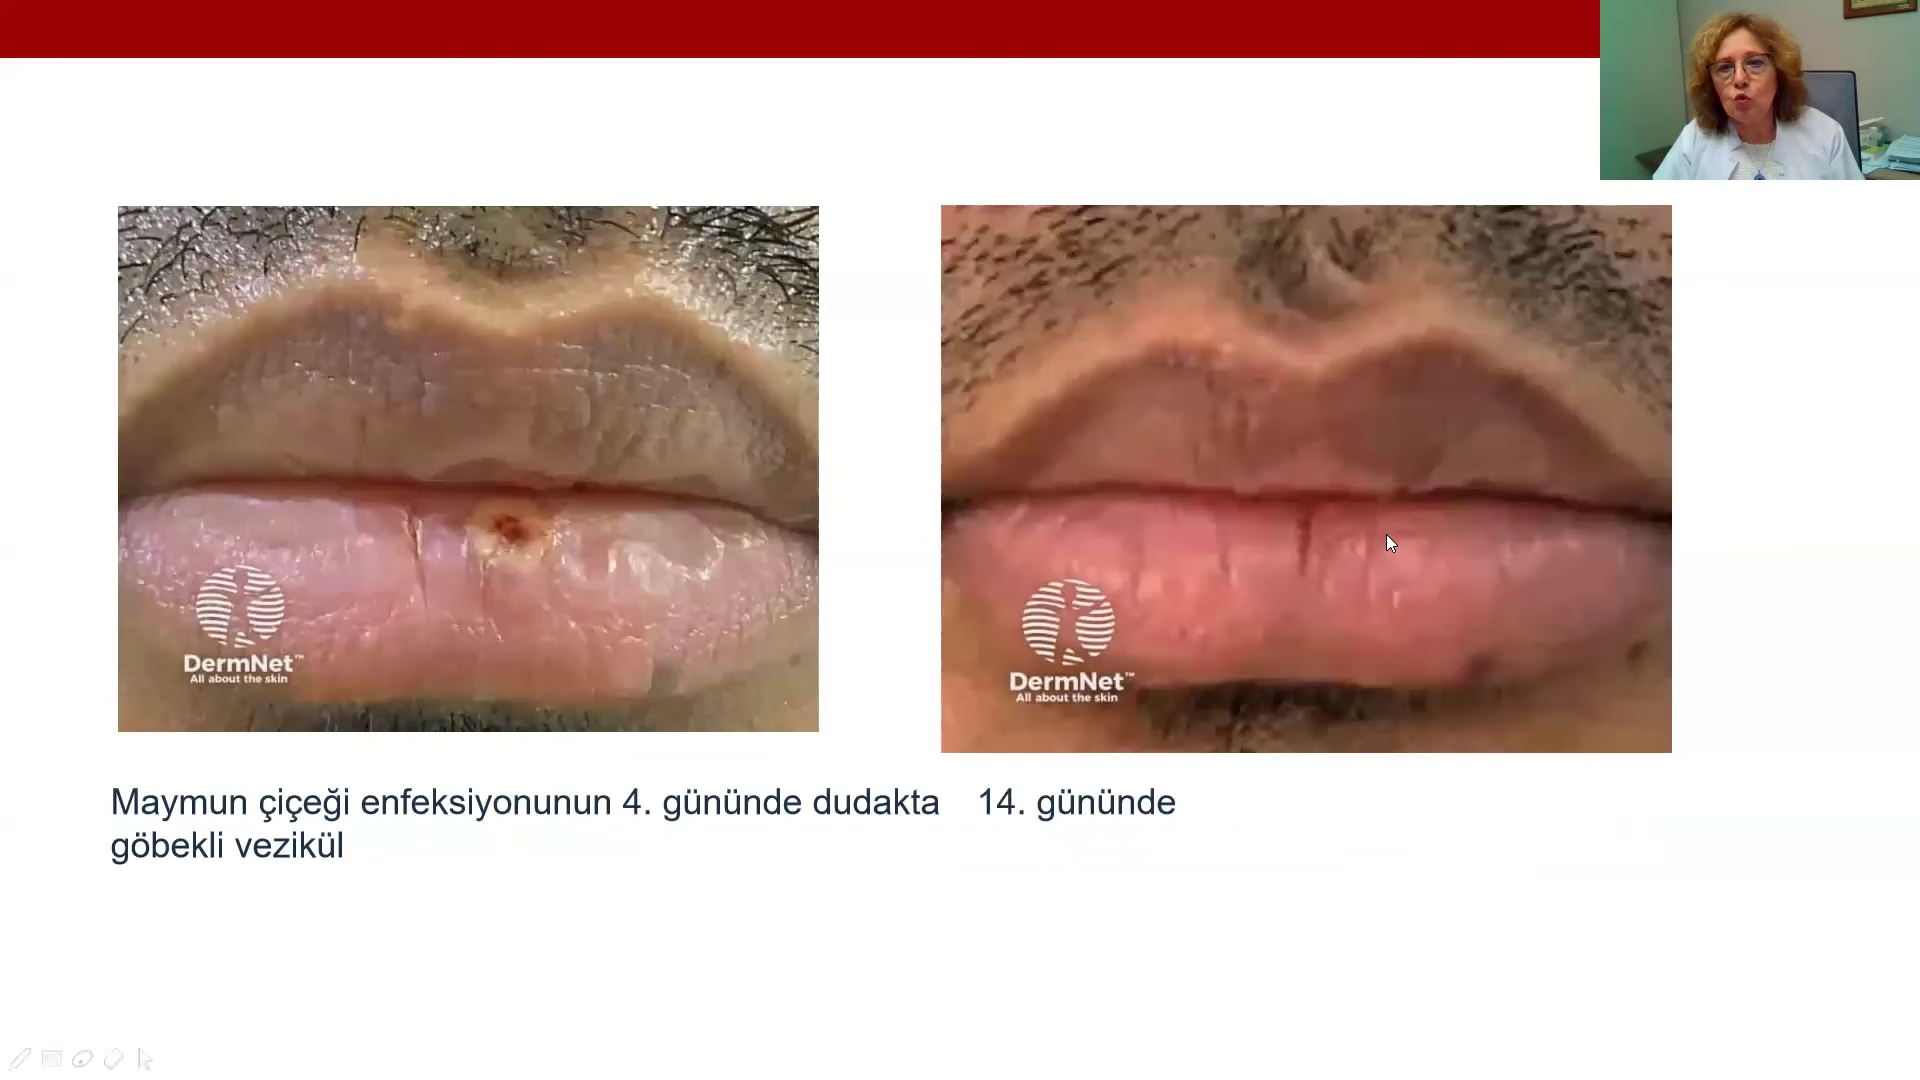 DermNet™
All about the skin
DermNet™
All about the skin
Maymun çiçeği enfeksiyonunun 4. gününde dudakta
göbekli vezikül
14. gününde